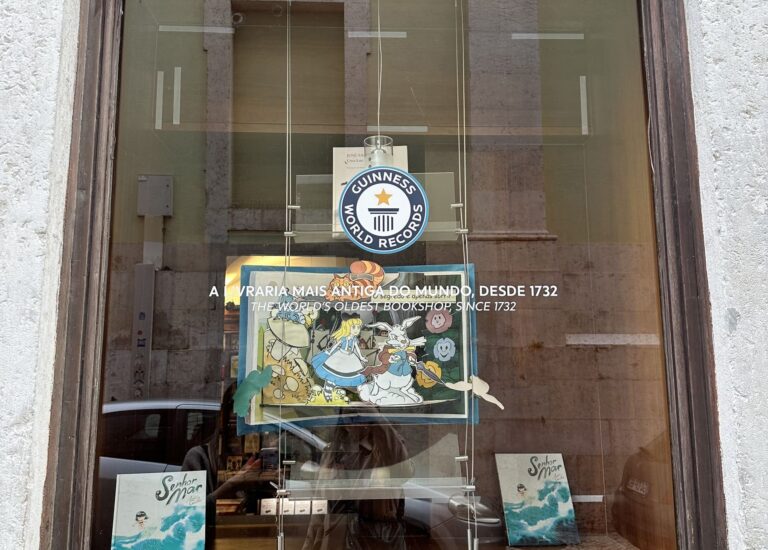 GUINNESS
WORLD RECORDS
A LIVRARIA MAIS ANTIGA DO MUNDO, DESDE 1732
THE WORLD'S OLDEST BOOKSHOP, SINCE 1732
Senhor
Mar
Senhor
Mar